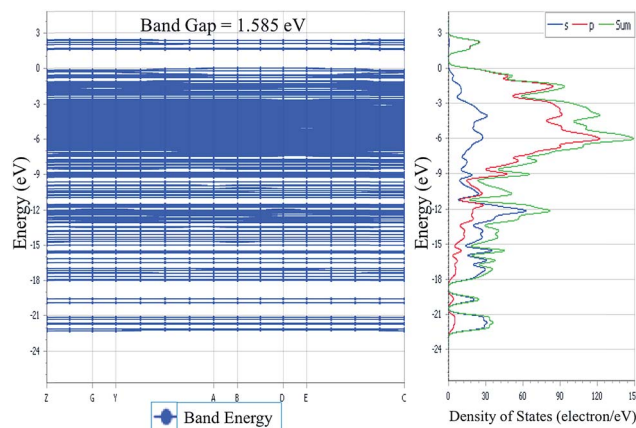 Band Gap = 1.585 eV
3
0
-3
-6
-9
-12
-15
-18
-21
-24
Energy (eV)
Z G Y A B D E C
Band Energy
s p Sum
3
0
-3
-6
-9
-12
-15
-18
-21
-24
Energy (eV)
0 30 60 90 120 150
Density of States (electron/eV)